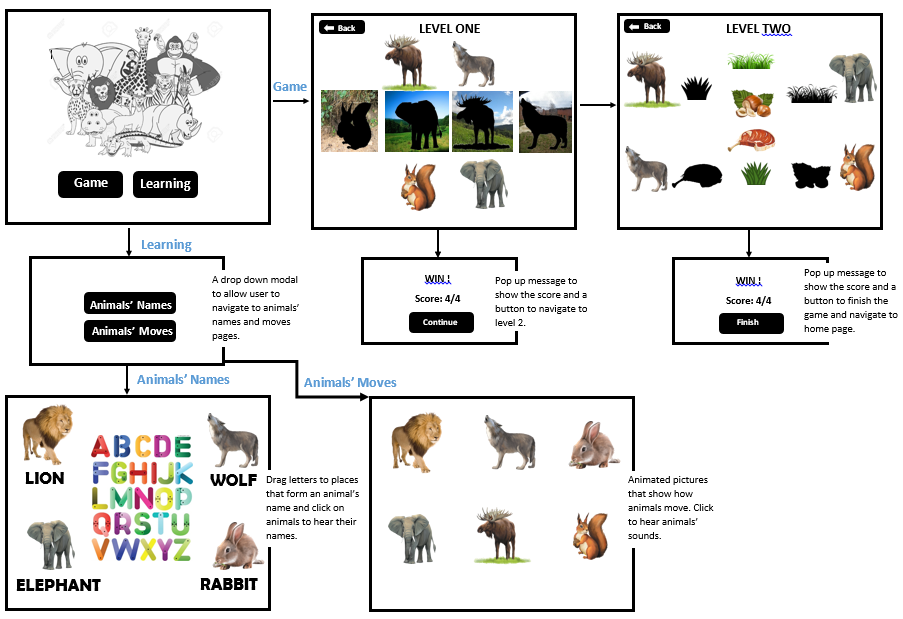 Game
Learning
Game
Back
LEVEL ONE
Back
LEVEL TWO
Learning
Animals' Names
Animals' Moves
A drop down modal
to allow user to
navigate to animals'
names and moves
pages.
WIN !
Score: 4/4
Continue
Pop up message to
show the score and a
button to navigate to
level 2.
WIN !
Score: 4/4
Finish
Pop up message to
show the score and a
button to finish the
game and navigate to
home page.
Animals' Names
Animals' Moves
LION
WOLF
ABCDE
FGHIJK
LMNOP
QRSTU
VWXYZ
ELEPHANT
RABBIT
Drag letters to places
that form an animal's
name and click on
animals to hear their
names.
Animated pictures
that show how
animals move. Click
to hear animals'
sounds.